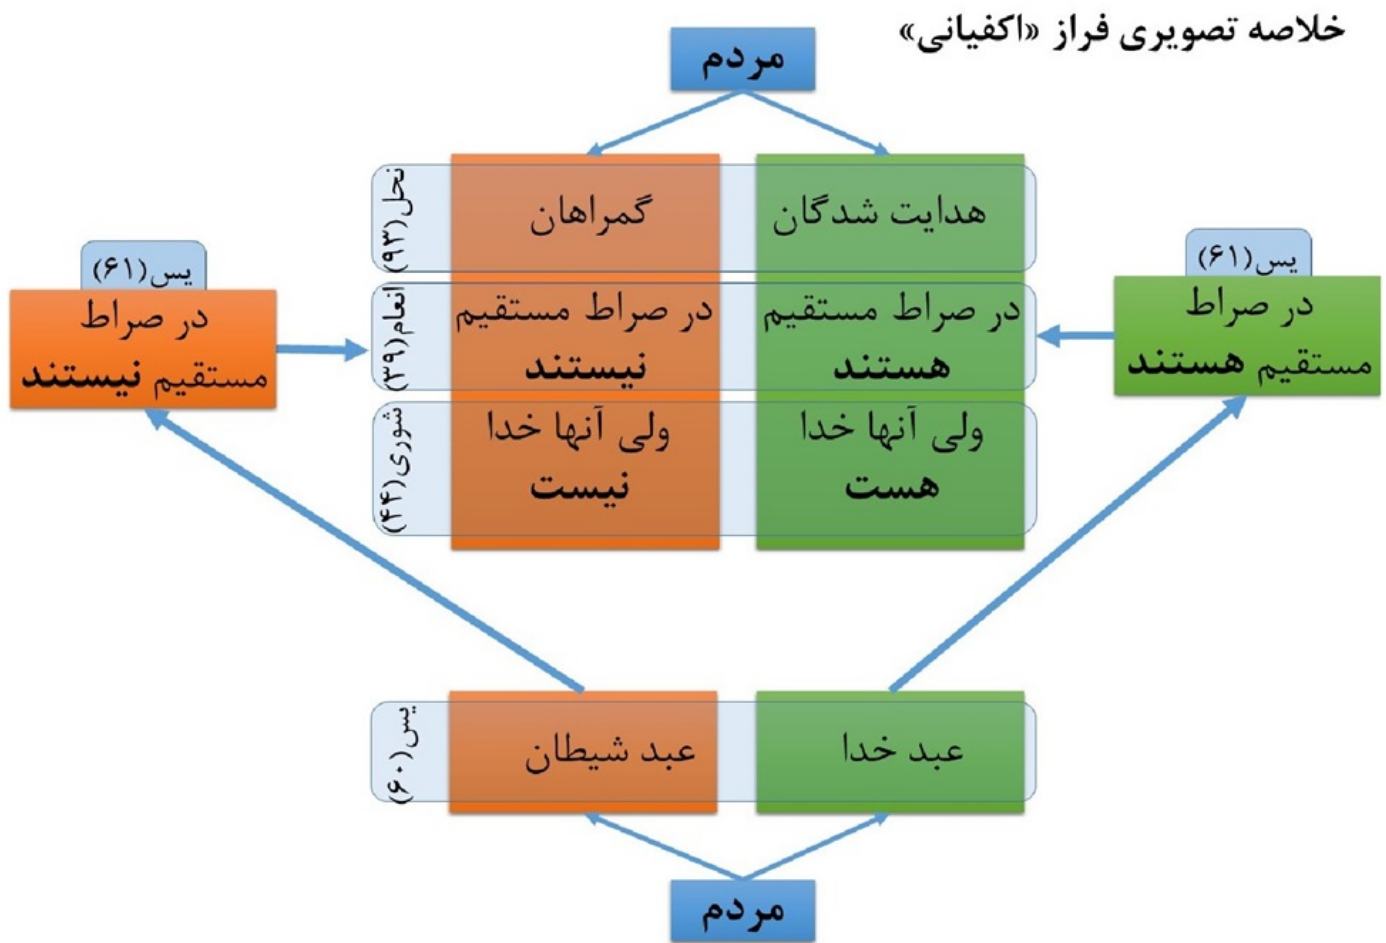 خلاصه تصویری فراز «اکفیانی»
مردم
هدایت شدگان
گمراهان
نحل(۹۳)
در صراط مستقیم
هستند
در صراط مستقیم
نیستند
انعام(۳۹)
ولی آنها خدا
هست
ولی آنها خدا
نیست
شوری(۴۴)
یس(۶۱)
در صراط
مستقیم هستند
یس(۶۱)
در صراط
مستقیم نیستند
عبد خدا
عبد شیطان
یس(۶۰)
مردم